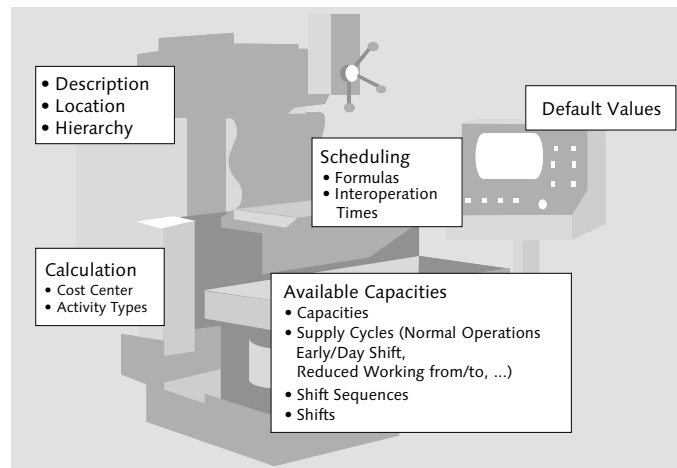 • Description
• Location
• Hierarchy
Default Values
Scheduling
• Formulas
• Interoperation
Times
Calculation
• Cost Center
• Activity Types
Available Capacities
• Capacities
• Supply Cycles (Normal Operations
Early/Day Shift,
Reduced Working from/to, ...)
• Shift Sequences
• Shifts